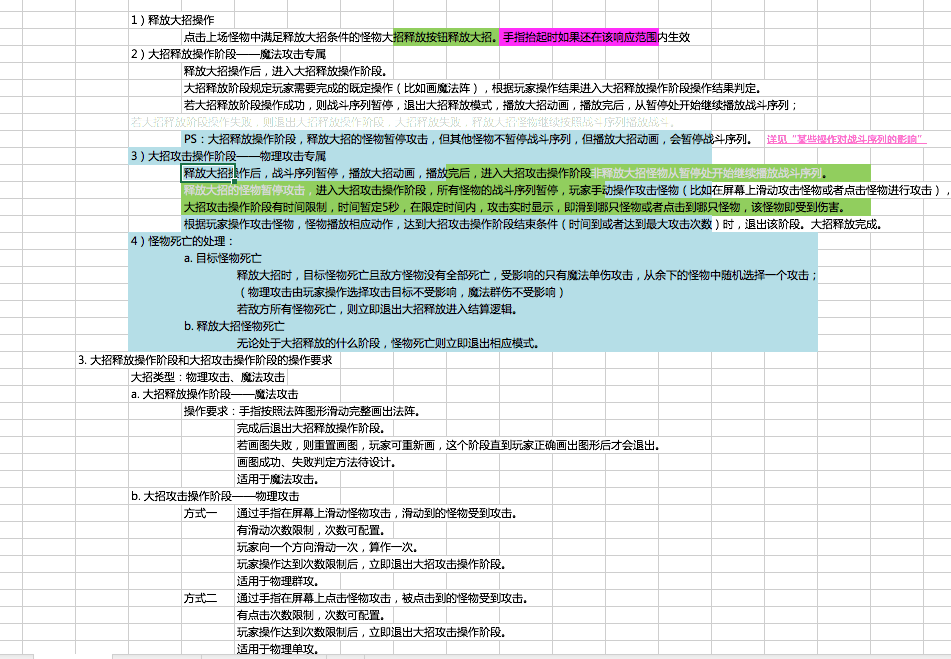 1）释放大招操作
点击上场怪物中满足释放大招条件的怪物大招释放按钮释放大招。手指抬起时如果还在该响应范围内生效
2）大招释放操作阶段——魔法攻击专属
释放大招操作后，进入大招释放操作阶段。
大招释放阶段规定玩家需要完成的既定操作（比如画魔法阵），根据玩家操作结果进入大招释放操作阶段操作结果判定。
若大招释放阶段操作成功，则战斗序列暂停，退出大招释放模式，播放大招动画，播放完后，从暂停处开始继续播放战斗序列；
若大招释放阶段操作失败，则退出大招释放操作阶段，大招释放失败，释放大招怪物继续按照战斗序列播放战斗。
PS：大招释放操作阶段，释放大招的怪物暂停攻击，但其他怪物不暂停战斗序列，但播放大招动画，会暂停战斗序列。 详见“某些操作对战斗序列的影响”
3）大招攻击操作阶段——物理攻击专属
释放大招操作后，战斗序列暂停，播放大招动画，播放完后，进入大招攻击操作阶段非释放大招怪物从暂停处开始继续播放战斗序列。
释放大招的怪物暂停攻击，进入大招攻击操作阶段，所有怪物的战斗序列暂停，玩家手动操作攻击怪物（比如在屏幕上滑动攻击怪物或者点击怪物进行攻击），
大招攻击操作阶段有时间限制，时间暂定5秒，在限定时间内，攻击实时显示，即滑到哪只怪物或者点击到哪只怪物，该怪物即受到伤害。
根据玩家操作攻击怪物，怪物播放相应动作，达到大招攻击操作阶段结束条件（时间到或者达到最大攻击次数）时，退出该阶段。大招释放完成。
4）怪物死亡的处理：
a. 目标怪物死亡
释放大招时，目标怪物死亡且敌方怪物没有全部死亡，受影响的只有魔法单伤攻击，从余下的怪物中随机选择一个攻击；
（物理攻击由玩家操作选择攻击目标不受影响，魔法群伤不受影响）
若敌方所有怪物死亡，则立即退出大招释放进入结算逻辑。
b. 释放大招怪物死亡
无论处于大招释放的什么阶段，怪物死亡则立即退出相应模式。
3. 大招释放操作阶段和大招攻击操作阶段的操作要求
大招类型：物理攻击、魔法攻击
a. 大招释放操作阶段——魔法攻击
操作要求：手指按照法阵图形滑动完整画出法阵。
完成后退出大招释放操作阶段。
若画图失败，则重置画图，玩家可重新画，这个阶段直到玩家正确画出图形后才会退出。
画图成功、失败判定方法待设计。
适用于魔法攻击。
b. 大招攻击操作阶段——物理攻击
方式一 通过手指在屏幕上滑动怪物攻击，滑动到的怪物受到攻击。
有滑动次数限制，次数可配置。
玩家向一个方向滑动一次，算作一次。
玩家操作达到次数限制后，立即退出大招攻击操作阶段。
适用于物理群攻。
方式二 通过手指在屏幕上点击怪物攻击，被点击到的怪物受到攻击。
有点击次数限制，次数可配置。
玩家操作达到次数限制后，立即退出大招攻击操作阶段。
适用于物理单攻。